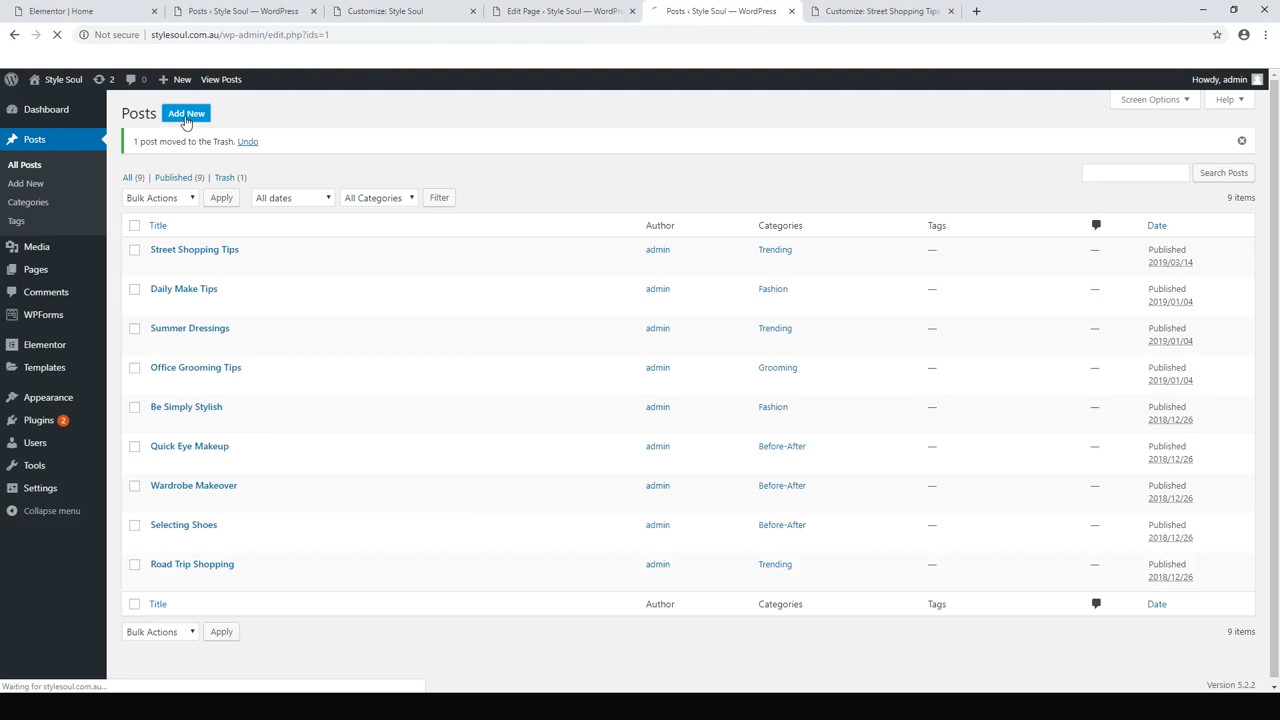 Elementor | Home
Posts ‹ Style Soul — WordPress
Customize: Style Soul
Edit Page ‹ Style Soul — WordPr
Posts ‹ Style Soul — WordPress
Customize: Street Shopping Tips
Not secure | stylesoul.com.au/wp-admin/edit.php?ids=1
Style Soul 2 0 New View Posts Howdy, admin
Dashboard
Posts
All Posts
Add New
Categories
Tags
Media
Pages
Comments
WPForms
Elementor
Templates
Appearance
Plugins 2
Users
Tools
Settings
Collapse menu
Screen Options Help
Posts Add New
1 post moved to the Trash. Undo
All (9) | Published (9) | Trash (1)
Search Posts
Bulk Actions Apply All dates All Categories Filter 9 items
Title Author Categories Tags Date
Street Shopping Tips admin Trending — — Published
2019/03/14
Daily Make Tips admin Fashion — — Published
2019/01/04
Summer Dressings admin Trending — — Published
2019/01/04
Office Grooming Tips admin Grooming — — Published
2019/01/04
Be Simply Stylish admin Fashion — — Published
2018/12/26
Quick Eye Makeup admin Before-After — — Published
2018/12/26
Wardrobe Makeover admin Before-After — — Published
2018/12/26
Selecting Shoes admin Before-After — — Published
2018/12/26
Road Trip Shopping admin Trending — — Published
2018/12/26
Title Author Categories Tags Date
Bulk Actions Apply 9 items
Version 5.2.2
Waiting for stylesoul.com.au...